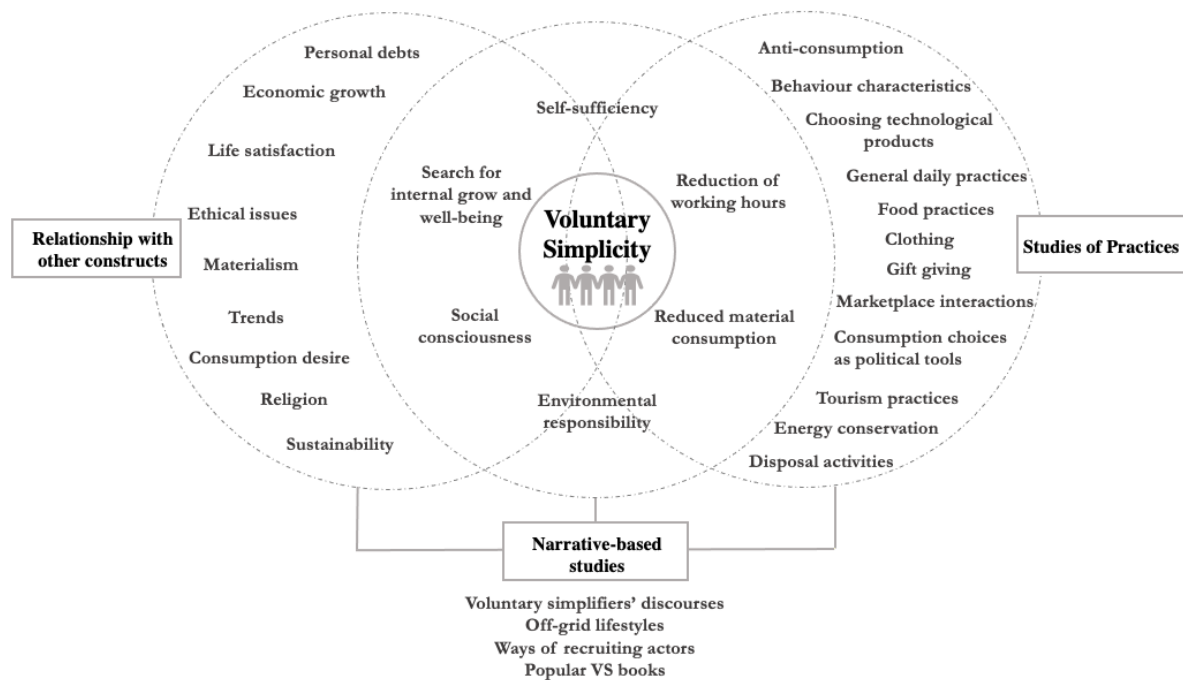 Personal debts
Economic growth
Life satisfaction
Ethical issues
Relationship with
other constructs
Materialism
Trends
Consumption desire
Religion
Sustainability
Self-sufficiency
Search for
internal grow and
well-being
Reduction of
working hours
Voluntary
Simplicity
Social
consciousness
Reduced material
consumption
Environmental
responsibility
Anti-consumption
Behaviour characteristics
Choosing technological
products
General daily practices
Food practices
Clothing
Gift giving
Studies of Practices
Marketplace interactions
Consumption choices
as political tools
Tourism practices
Energy conservation
Disposal activities
Narrative-based
studies
Voluntary simplifiers’ discourses
Off-grid lifestyles
Ways of recruiting actors
Popular VS books